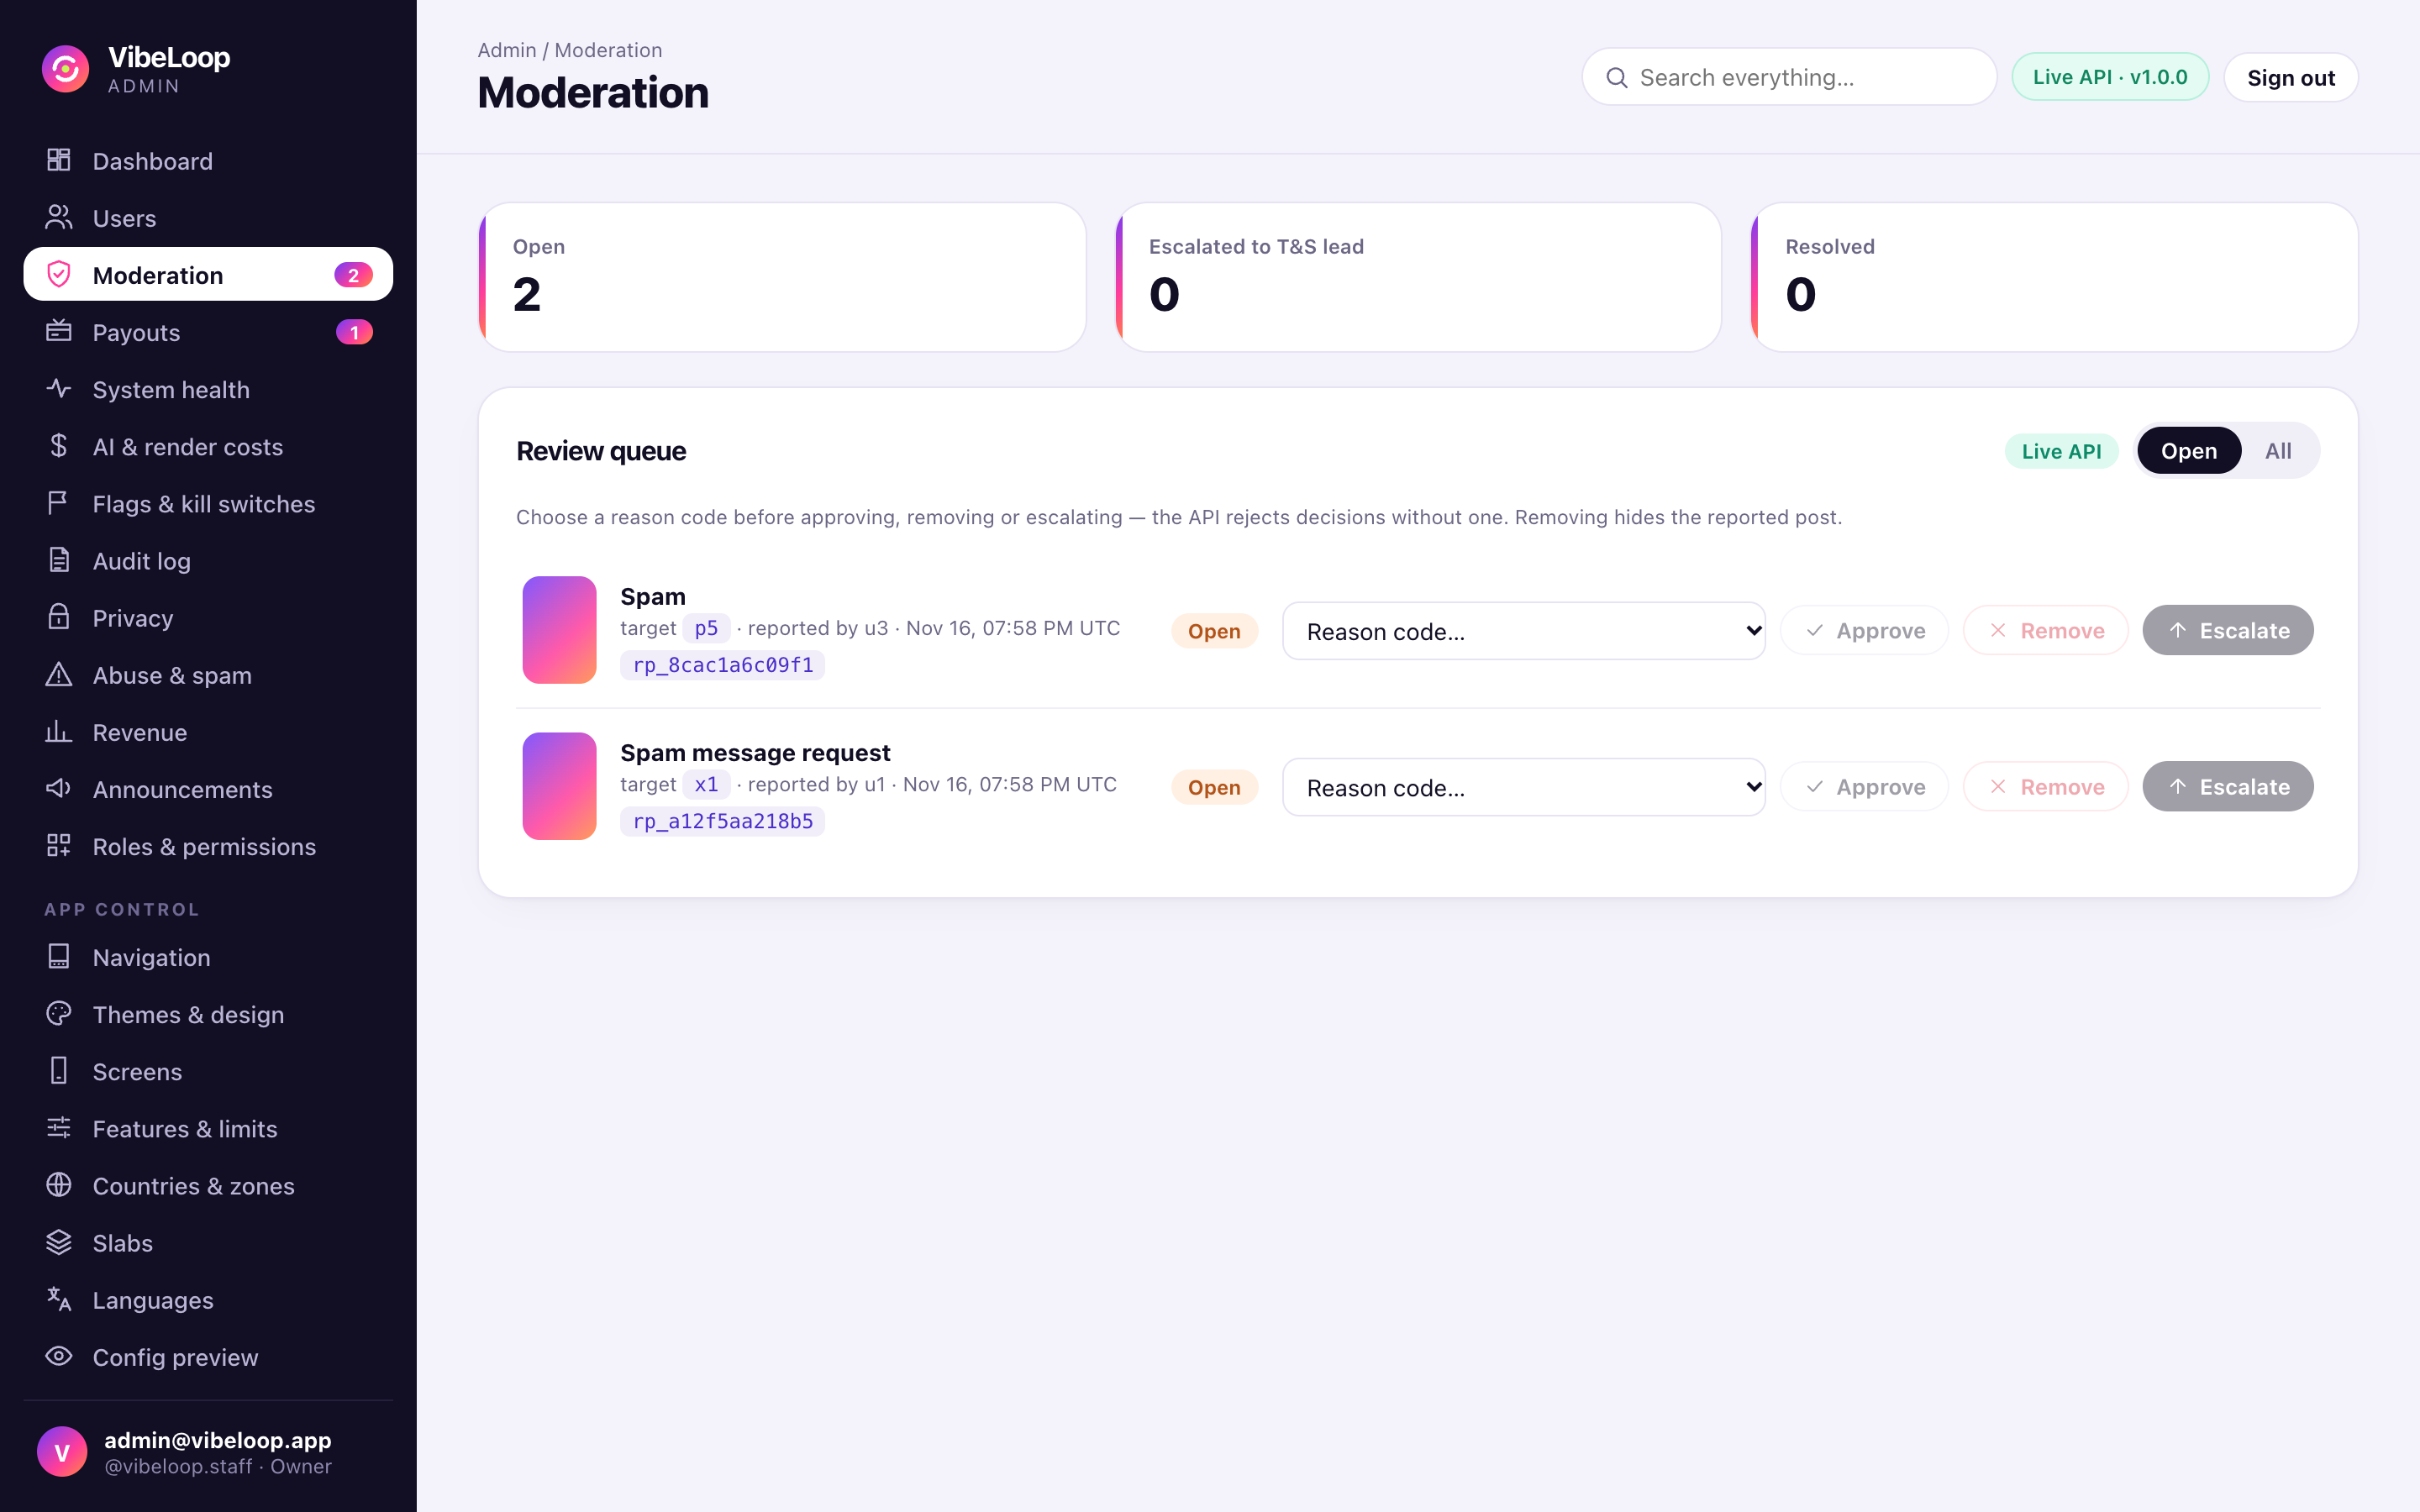 VibeLoop
ADMIN
Dashboard
Users
Moderation 2
Payouts 1
System health
AI & render costs
Flags & kill switches
Audit log
Privacy
Abuse & spam
Revenue
Announcements
Roles & permissions
APP CONTROL
Navigation
Themes & design
Screens
Features & limits
Countries & zones
Slabs
Languages
Config preview
V
admin@vibeloop.app
@vibeloop.staff · Owner
Admin / Moderation
Moderation
Search everything...
Live API · v1.0.0
Sign out
Open
2
Escalated to T&S lead
0
Resolved
0
Review queue
Live API
Open
All
Choose a reason code before approving, removing or escalating — the API rejects decisions without one. Removing hides the reported post.
Spam
target p5 · reported by u3 · Nov 16, 07:58 PM UTC
rp_8cac1a6c09f1
Open
Reason code...
Approve
Remove
Escalate
Spam message request
target x1 · reported by u1 · Nov 16, 07:58 PM UTC
rp_a12f5aa218b5
Open
Reason code...
Approve
Remove
Escalate